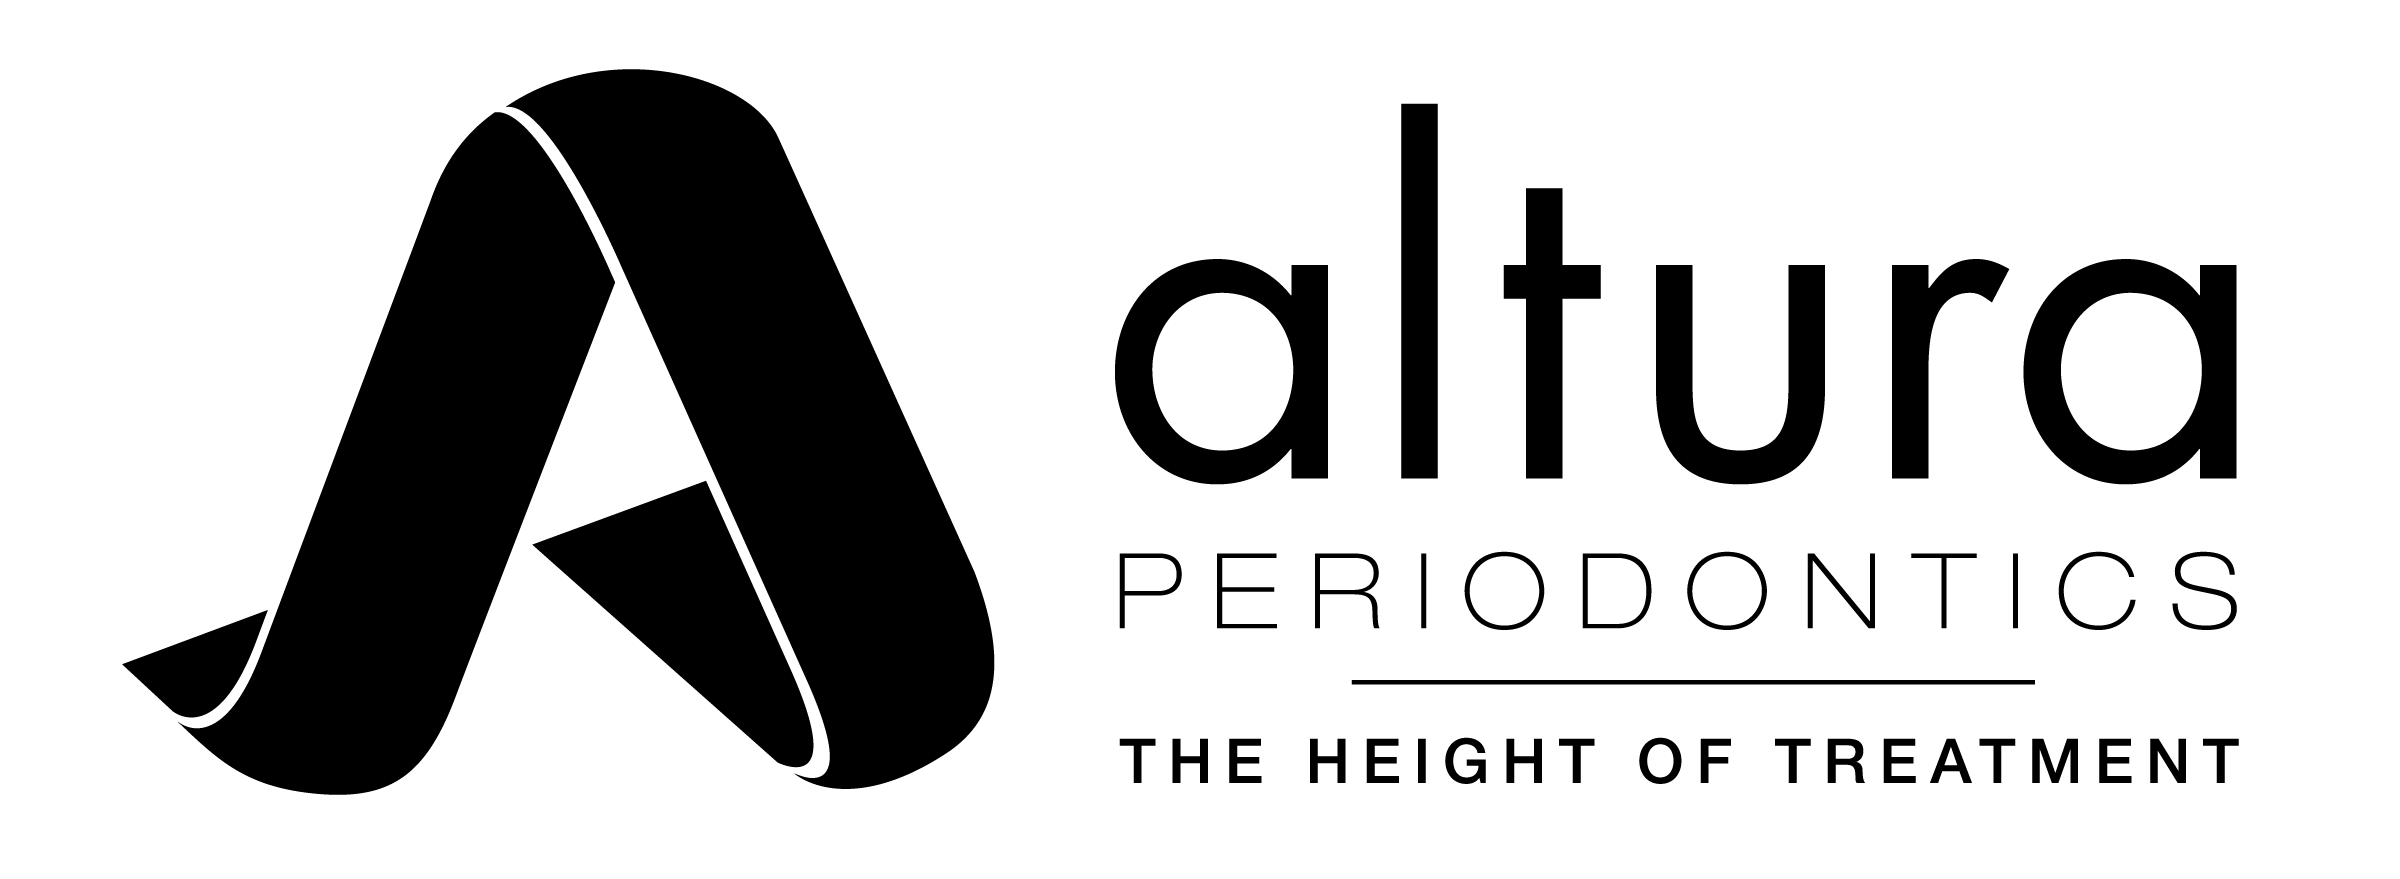 altura
PERIODONTICS
THE HEIGHT OF TREATMENT